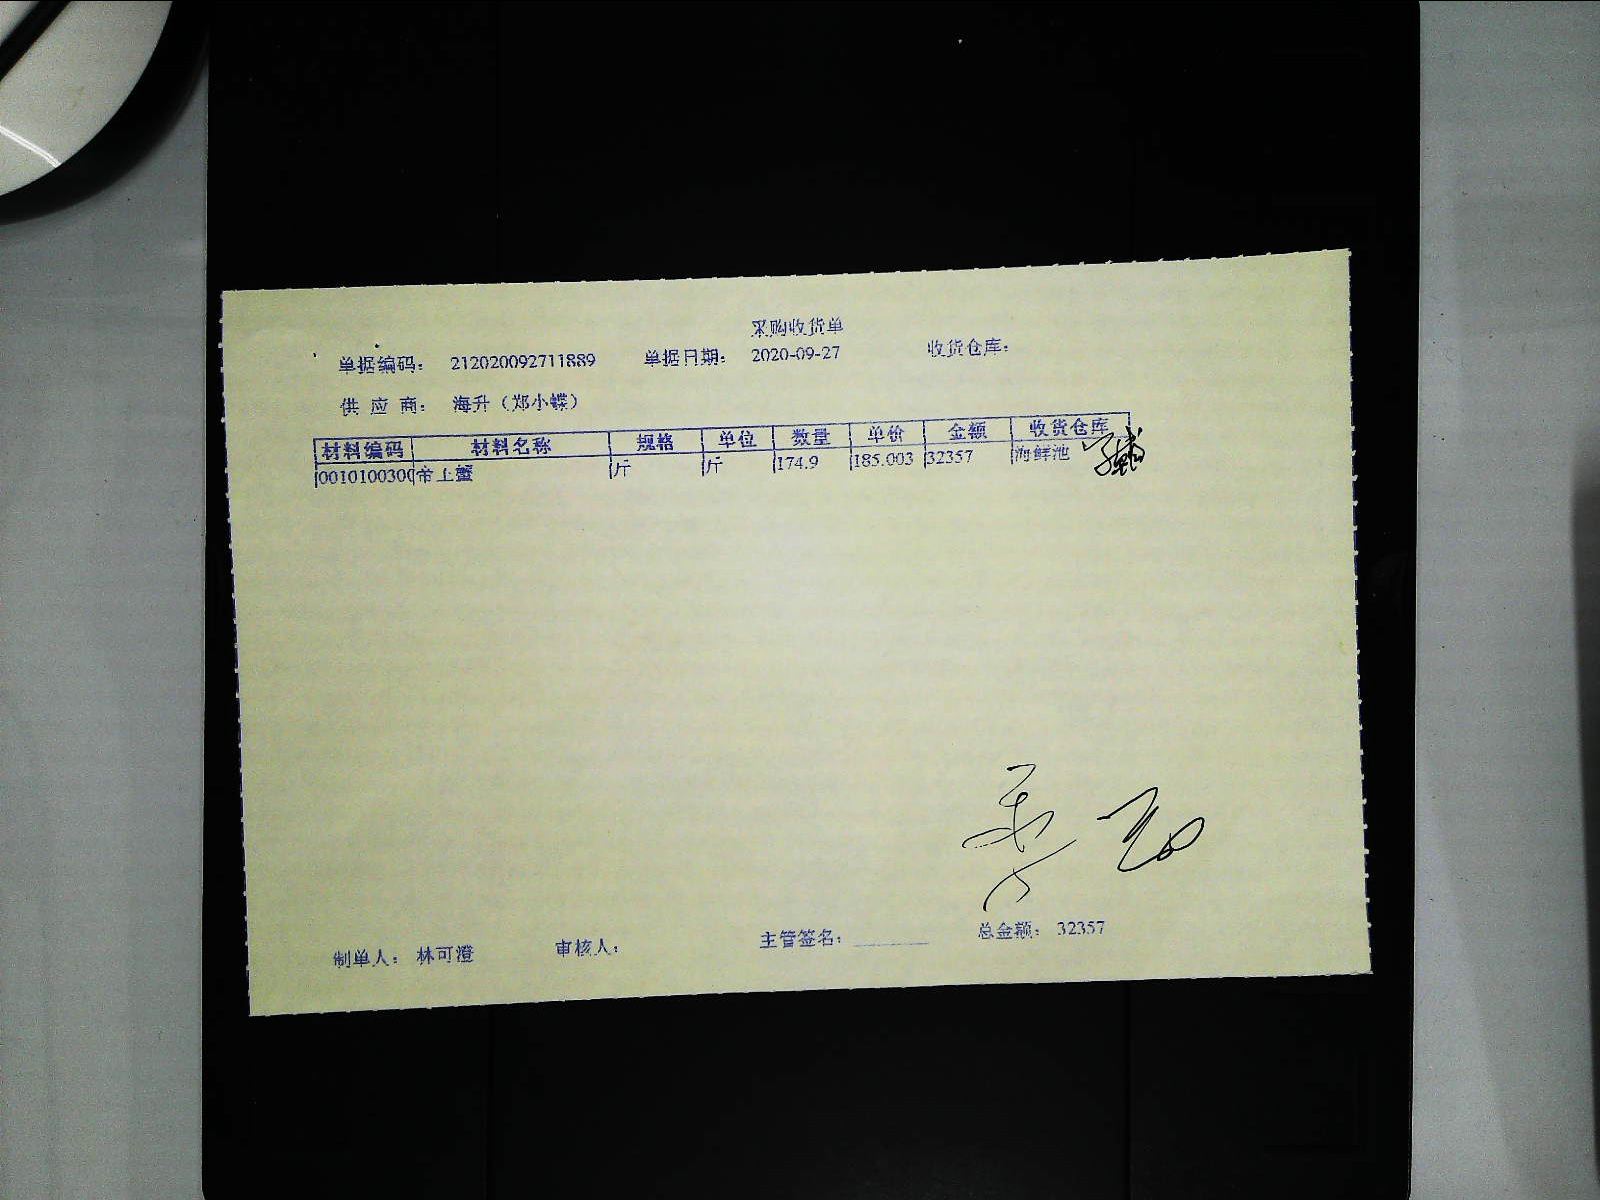 采购收货单
单据编码: 212020092711889 单据日期: 2020-09-27 收货仓库:
供应商: 海升（郑小蝶）
材料编码 材料名称 规格 单位 数量 单价 金额 收货仓库
0010100300 帝王蟹 斤 斤 174.9 185.003 32357 海鲜池
制单人: 林可澄 审核人: 主管签名: 总金额: 32357